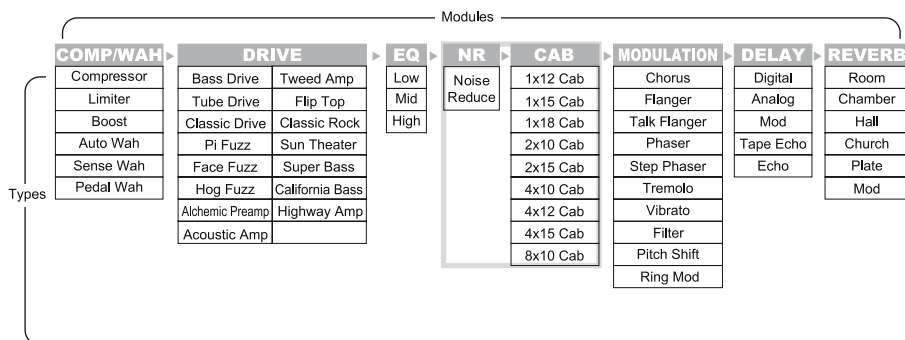 Modules
COMP/WAH DRIVE EQ NR CAB MODULATION DELAY REVERB
Types
Compressor
Limiter
Boost
Auto Wah
Sense Wah
Pedal Wah
Bass Drive Tweed Amp
Tube Drive Flip Top
Classic Drive Classic Rock
Pi Fuzz Sun Theater
Face Fuzz Super Bass
Hog Fuzz California Bass
Alchemic Preamp Highway Amp
Acoustic Amp
Low
Mid
High
Noise
Reduce
1x12 Cab
1x15 Cab
1x18 Cab
2x10 Cab
2x15 Cab
4x10 Cab
4x12 Cab
4x15 Cab
8x10 Cab
Chorus
Flanger
Talk Flanger
Phaser
Step Phaser
Tremolo
Vibrato
Filter
Pitch Shift
Ring Mod
Digital
Analog
Mod
Tape Echo
Echo
Room
Chamber
Hall
Church
Plate
Mod